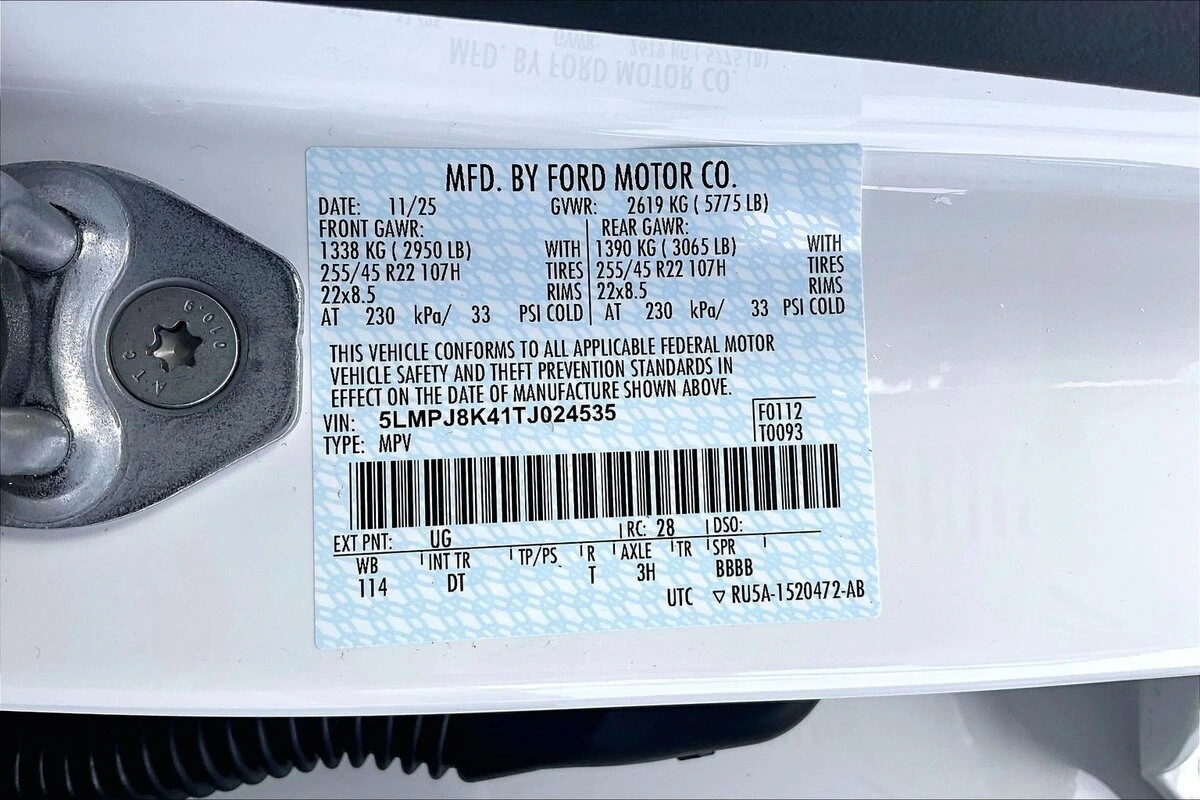 MFD. BY FORD MOTOR CO.
DATE: 11/25 GVWR: 2619 KG ( 5775 LB)
FRONT GAWR: REAR GAWR:
1338 KG ( 2950 LB) WITH 1390 KG ( 3065 LB) WITH
255/45 R22 107H TIRES 255/45 R22 107H TIRES
22x8.5 RIMS 22x8.5 RIMS
AT 230 kPa/ 33 PSI COLD AT 230 kPa/ 33 PSI COLD
THIS VEHICLE CONFORMS TO ALL APPLICABLE FEDERAL MOTOR
VEHICLE SAFETY AND THEFT PREVENTION STANDARDS IN
EFFECT ON THE DATE OF MANUFACTURE SHOWN ABOVE.
VIN: 5LMPJ8K41TJ024535 F0112
TYPE: MPV T0093
EXT PNT: UG RC: 28 DSO:
WB INT TR TP/PS R AXLE TR SPR
114 DT T 3H BBBB
UTC ▽ RU5A-1520472-AB
010.9
ATC